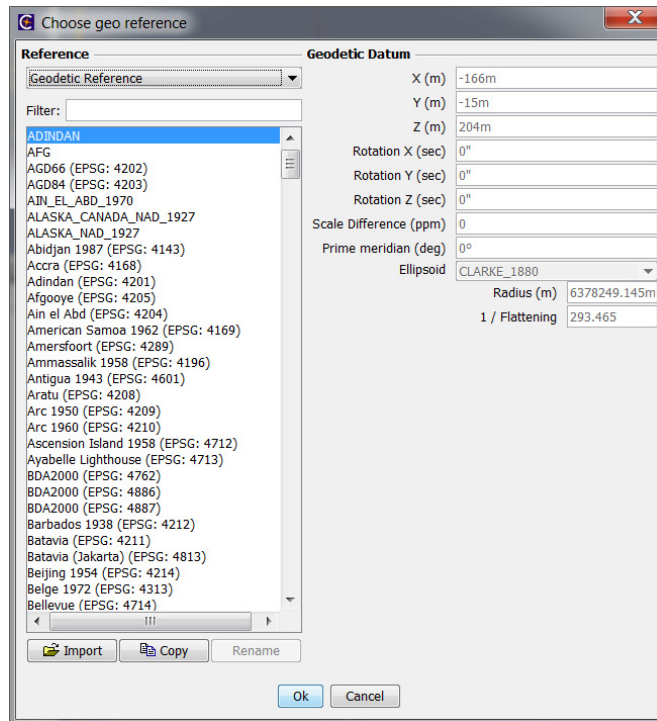 Choose geo reference
Reference
Geodetic Reference
Filter:
ADINDAN
AFG
AGD66 (EPSG: 4202)
AGD84 (EPSG: 4203)
AIN_EL_ABD_1970
ALASKA_CANADA_NAD_1927
ALASKA_NAD_1927
Abidjan 1987 (EPSG: 4143)
Accra (EPSG: 4168)
Adindan (EPSG: 4201)
Afgooye (EPSG: 4205)
Ain el Abd (EPSG: 4204)
American Samoa 1962 (EPSG: 4169)
Amersfoort (EPSG: 4289)
Ammassalik 1958 (EPSG: 4196)
Antigua 1943 (EPSG: 4601)
Aratu (EPSG: 4208)
Arc 1950 (EPSG: 4209)
Arc 1960 (EPSG: 4210)
Ascension Island 1958 (EPSG: 4712)
Ayabelle Lighthouse (EPSG: 4713)
BDA2000 (EPSG: 4762)
BDA2000 (EPSG: 4886)
BDA2000 (EPSG: 4887)
Barbados 1938 (EPSG: 4212)
Batavia (EPSG: 4211)
Batavia (Jakarta) (EPSG: 4813)
Beijing 1954 (EPSG: 4214)
Belge 1972 (EPSG: 4313)
Bellevue (EPSG: 4714)
Import Copy Rename
Geodetic Datum
X (m) -166m
Y (m) -15m
Z (m) 204m
Rotation X (sec) 0"
Rotation Y (sec) 0"
Rotation Z (sec) 0"
Scale Difference (ppm) 0
Prime meridian (deg) 0°
Ellipsoid CLARKE_1880
Radius (m) 6378249.145m
1 / Flattening 293.465
Ok Cancel